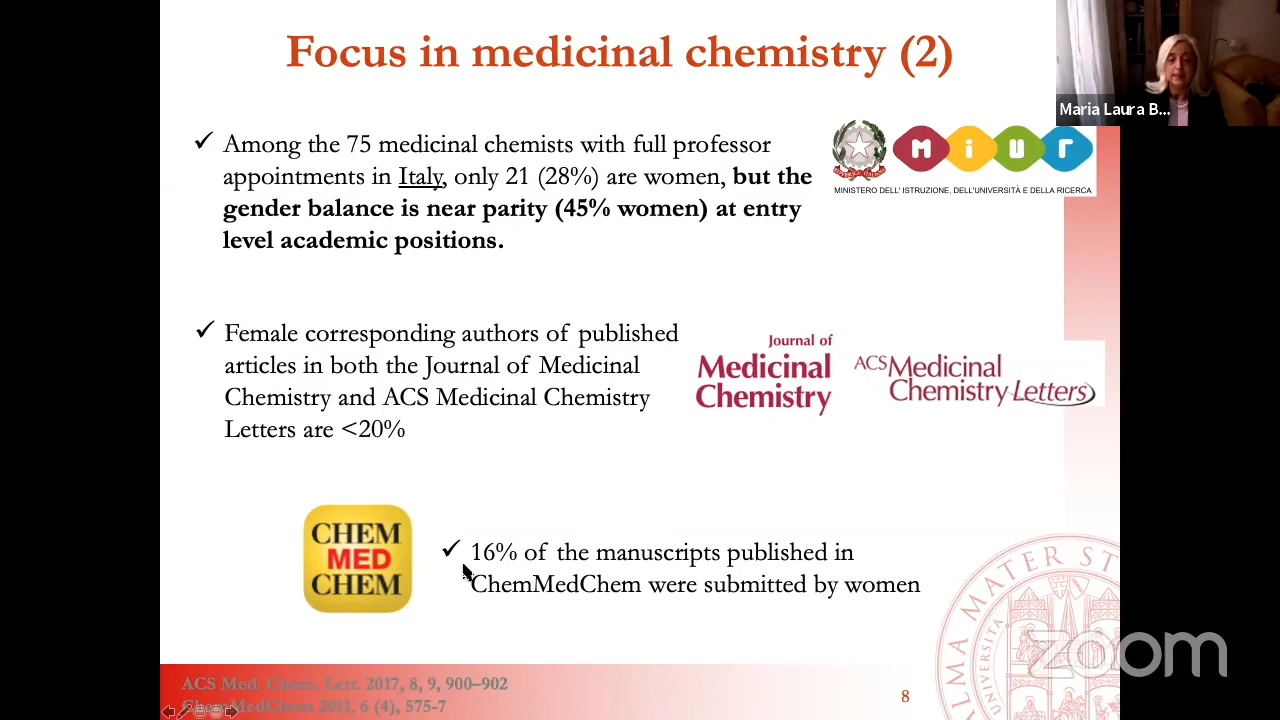 Focus in medicinal chemistry (2)
Maria Laura B...
✓ Among the 75 medicinal chemists with full professor
appointments in Italy, only 21 (28%) are women, but the
gender balance is near parity (45% women) at entry
level academic positions.
MiUr
MINISTERO DELL' ISTRUZIONE, DELL'UNIVERSITÀ E DELLA RICERCA
✓ Female corresponding authors of published
articles in both the Journal of Medicinal
Chemistry and ACS Medicinal Chemistry
Letters are <20%
Journal of
Medicinal
Chemistry
ACS Medicinal
Chemistry Letters
CHEM
MED
CHEM
✓ 16% of the manuscripts published in
ChemMedChem were submitted by women
ALMA MATER ST
UNIVERSITA
zoom
ACS Med. Chem. Lett. 2017, 8, 9, 900–902
ChemMedChem 2011, 6 (4), 575-7
8